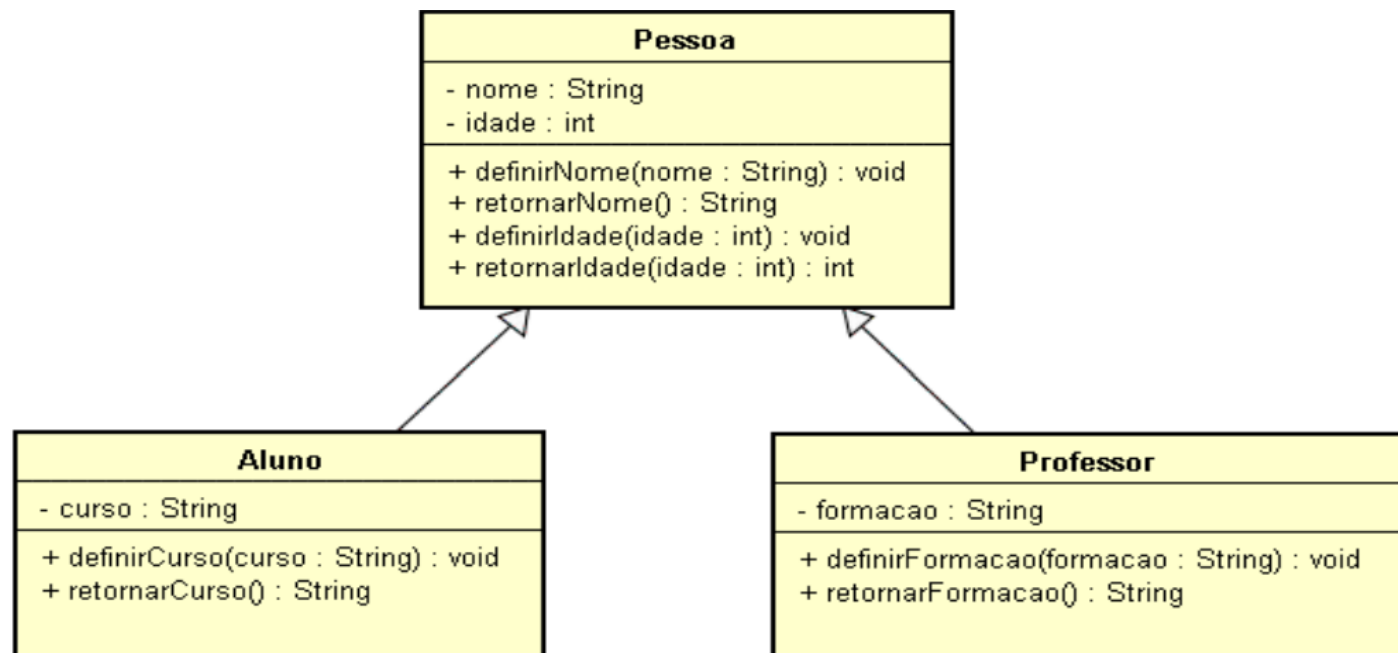 Pessoa
- nome : String
- idade : int
+ definirNome(nome : String) : void
+ retornarNome() : String
+ definirIdade(idade : int) : void
+ retornarIdade(idade : int) : int
Aluno
- curso : String
+ definirCurso(curso : String) : void
+ retornarCurso() : String
Professor
- formacao : String
+ definirFormacao(formacao : String) : void
+ retornarFormacao() : String